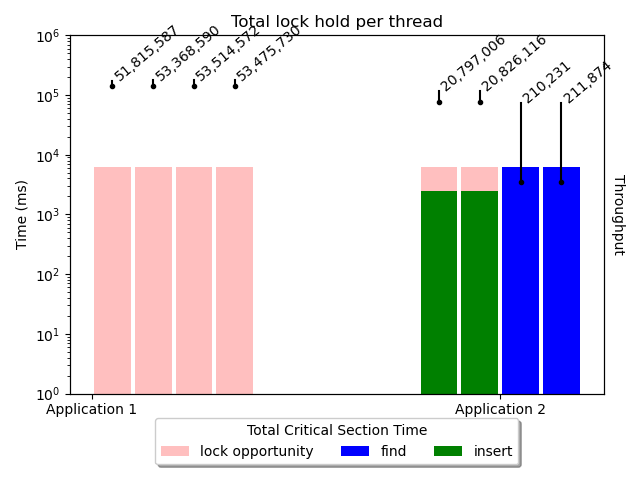 Total lock hold per thread
51,815,587
53,368,590
53,514,572
53,475,730
20,797,006
20,826,116
210,231
211,874
10^6
10^5
10^4
10^3
10^2
10^1
10^0
Time (ms)
Throughput
Application 1
Application 2
Total Critical Section Time
lock opportunity find insert